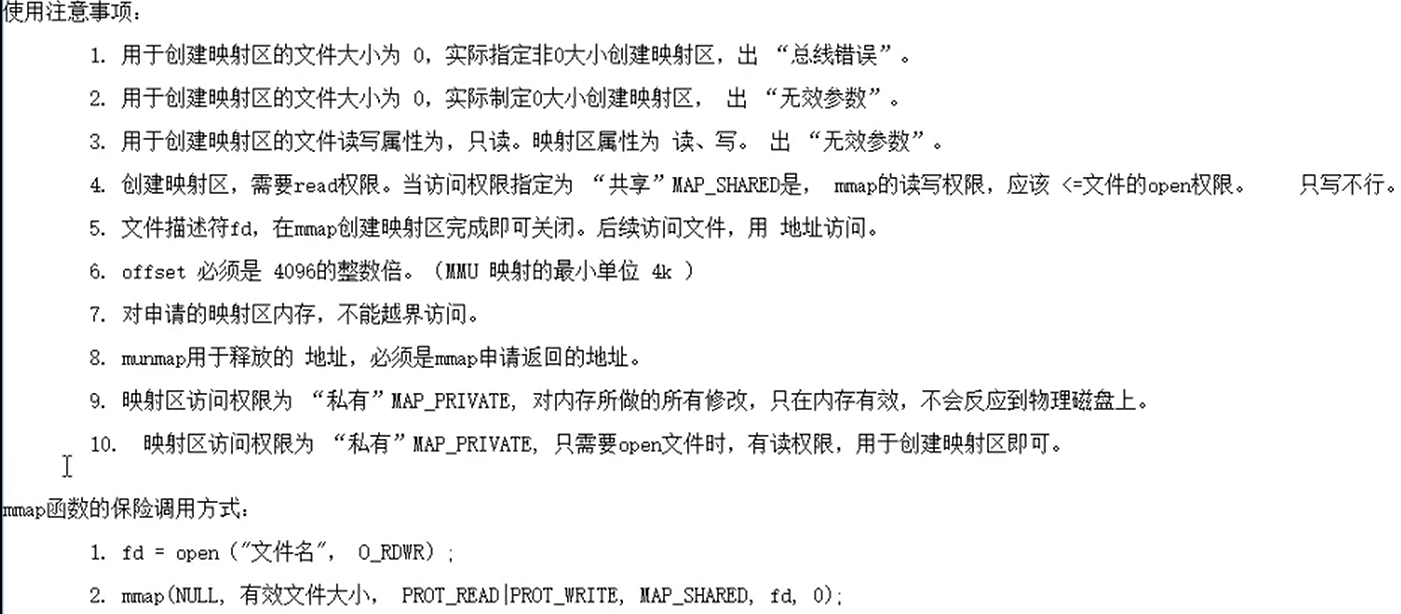 使用注意事项：
1. 用于创建映射区的文件大小为 0，实际指定非0大小创建映射区，出 “总线错误”。
2. 用于创建映射区的文件大小为 0，实际制定0大小创建映射区， 出 “无效参数”。
3. 用于创建映射区的文件读写属性为，只读。映射区属性为 读、写。 出 “无效参数”。
4. 创建映射区，需要read权限。当访问权限指定为 “共享”MAP_SHARED是， mmap的读写权限，应该 <=文件的open权限。 只写不行。
5. 文件描述符fd，在mmap创建映射区完成即可关闭。后续访问文件，用 地址访问。
6. offset 必须是 4096的整数倍。（MMU 映射的最小单位 4k ）
7. 对申请的映射区内存，不能越界访问。
8. munmap用于释放的 地址，必须是mmap申请返回的地址。
9. 映射区访问权限为 “私有”MAP_PRIVATE, 对内存所做的所有修改，只在内存有效，不会反应到物理磁盘上。
10. 映射区访问权限为 “私有”MAP_PRIVATE, 只需要open文件时，有读权限，用于创建映射区即可。
mmap函数的保险调用方式：
1. fd = open（"文件名"， O_RDWR）;
2. mmap(NULL, 有效文件大小， PROT_READ|PROT_WRITE, MAP_SHARED, fd, 0);